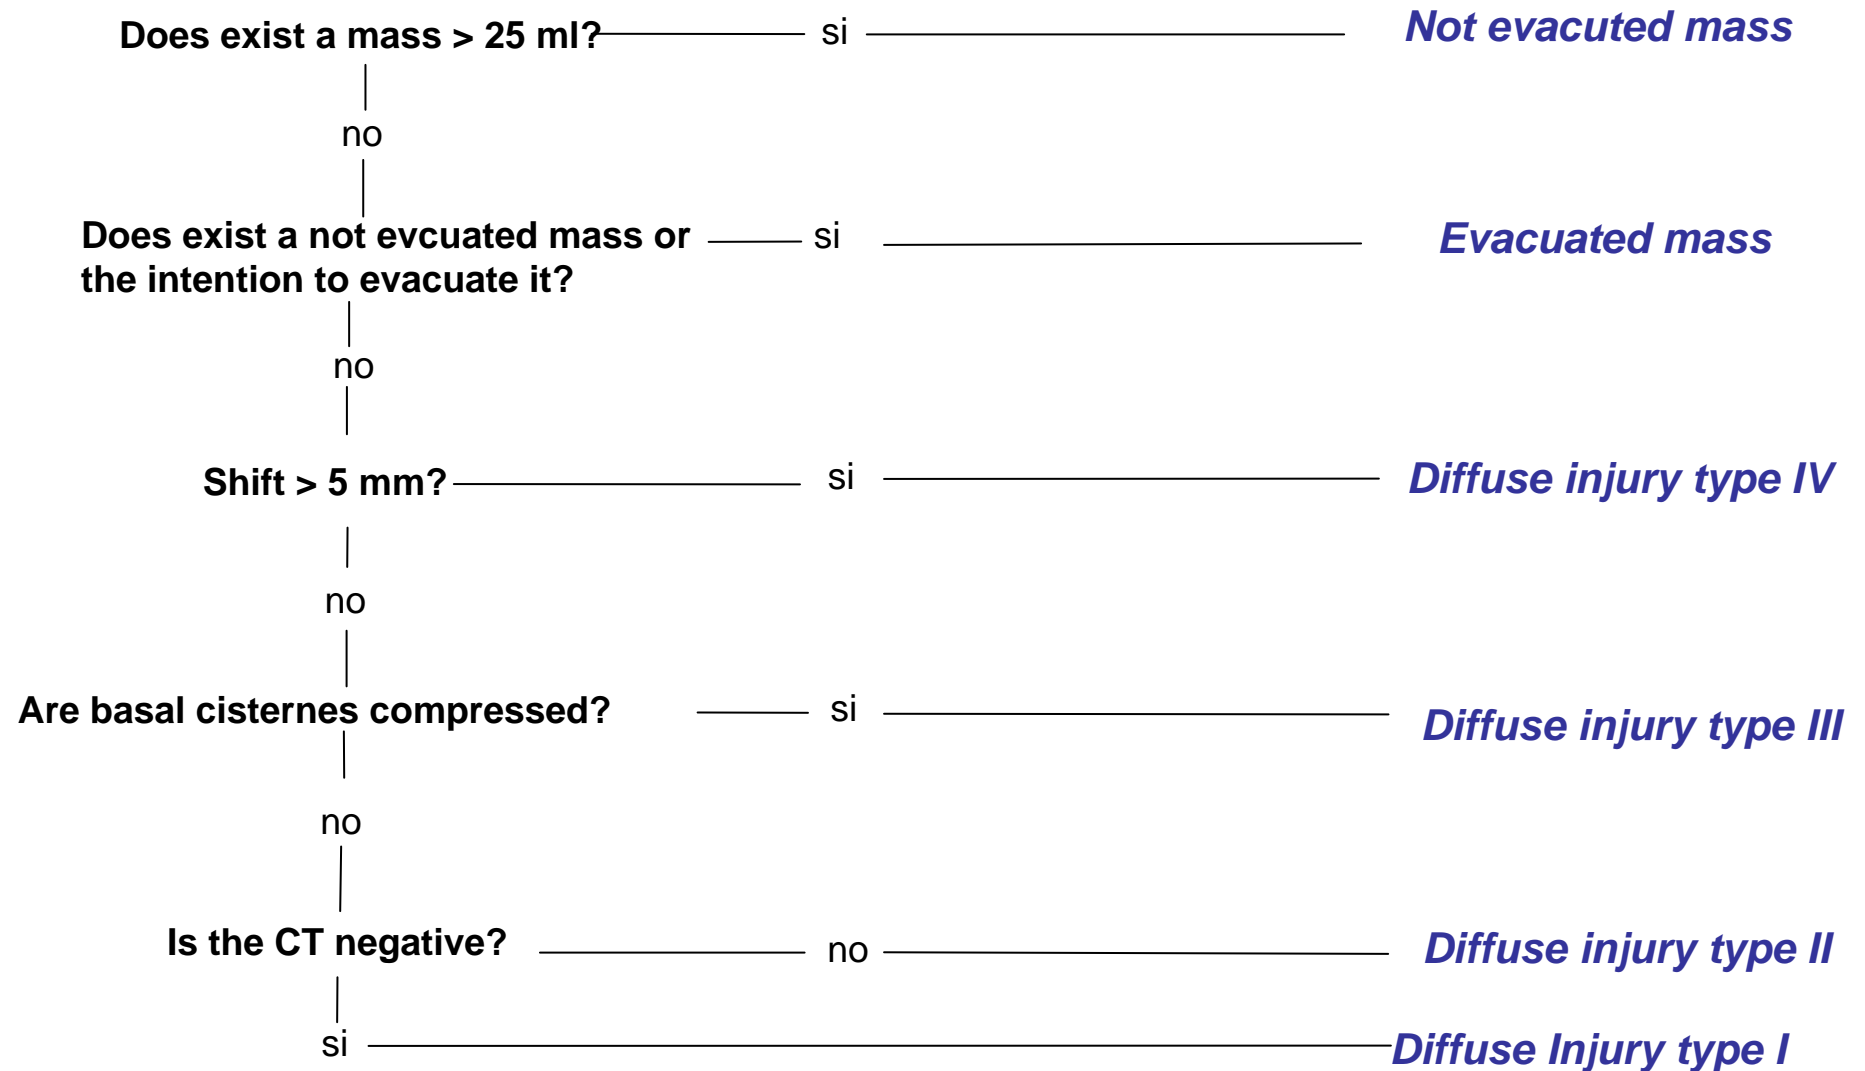 Does exist a mass > 25 ml?
si
Not evacuted mass
no
Does exist a not evcuated mass or
the intention to evacuate it?
si
Evacuated mass
no
Shift > 5 mm?
si
Diffuse injury type IV
no
Are basal cisternes compressed?
si
Diffuse injury type III
no
Is the CT negative?
no
Diffuse injury type II
si
Diffuse Injury type I